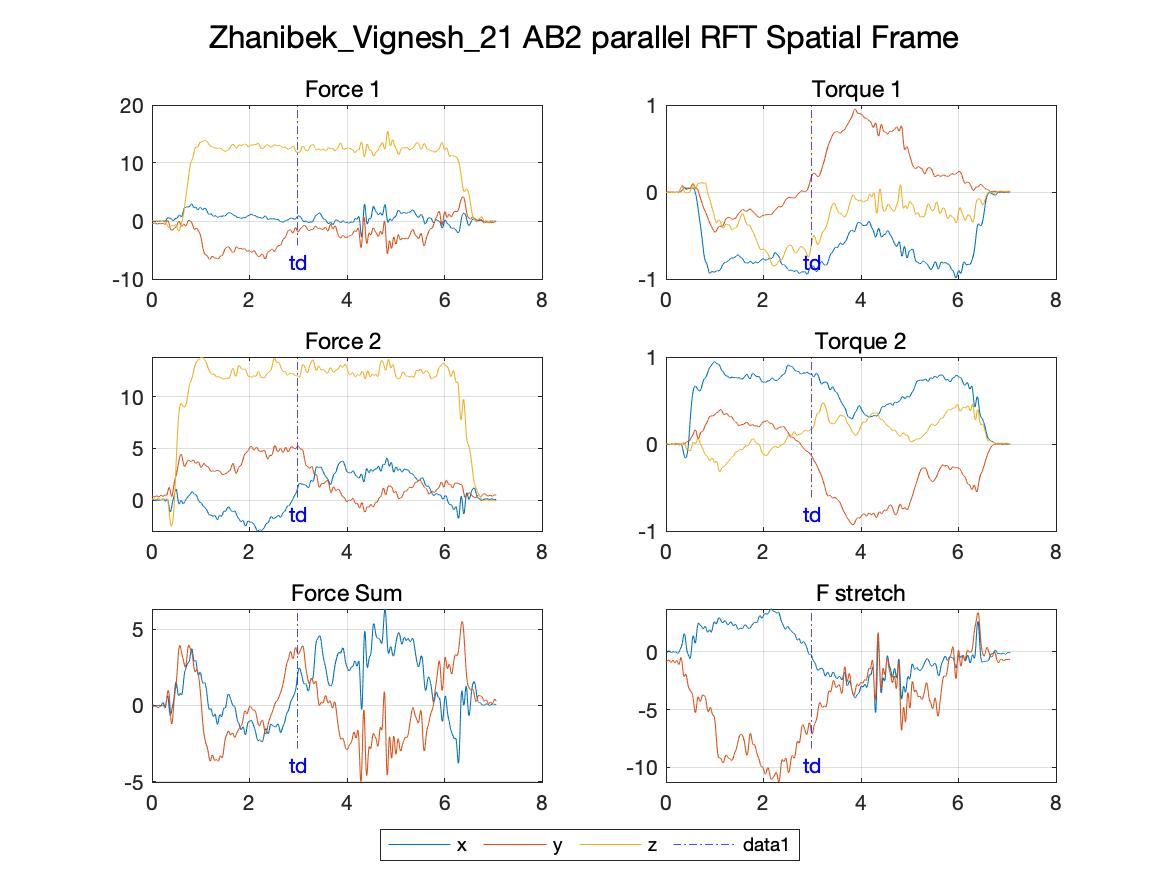 Zhanibek_Vignesh_21 AB2 parallel RFT Spatial Frame
Force 1
20
10
0
-10
td
0 2 4 6 8
Torque 1
1
0
-1
td
0 2 4 6 8
Force 2
10
5
0
td
0 2 4 6 8
Torque 2
1
0
-1
td
0 2 4 6 8
Force Sum
5
0
-5
td
0 2 4 6 8
F stretch
0
-5
-10
td
0 2 4 6 8
x y z data1